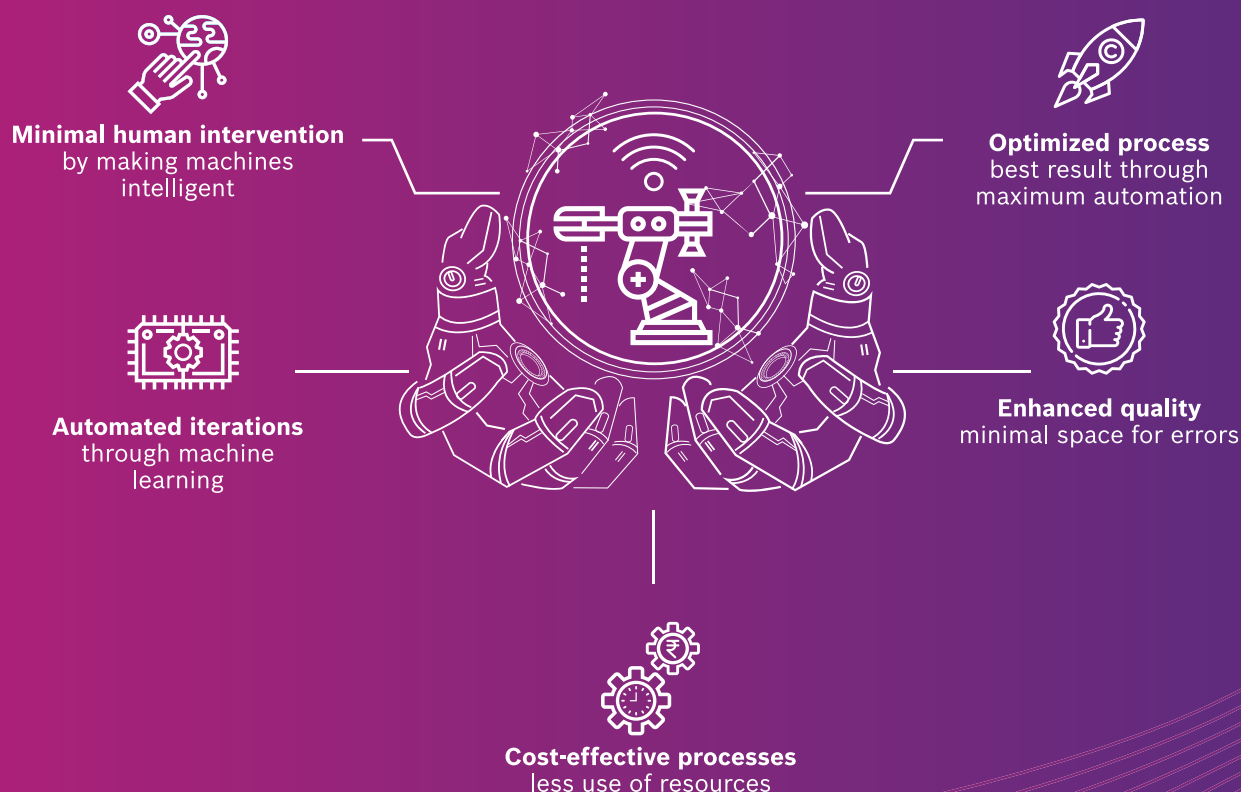 Minimal human intervention
by making machines
intelligent
Optimized process
best result through
maximum automation
Automated iterations
through machine
learning
Enhanced quality
minimal space for errors
©
₹
Cost-effective processes
less use of resources